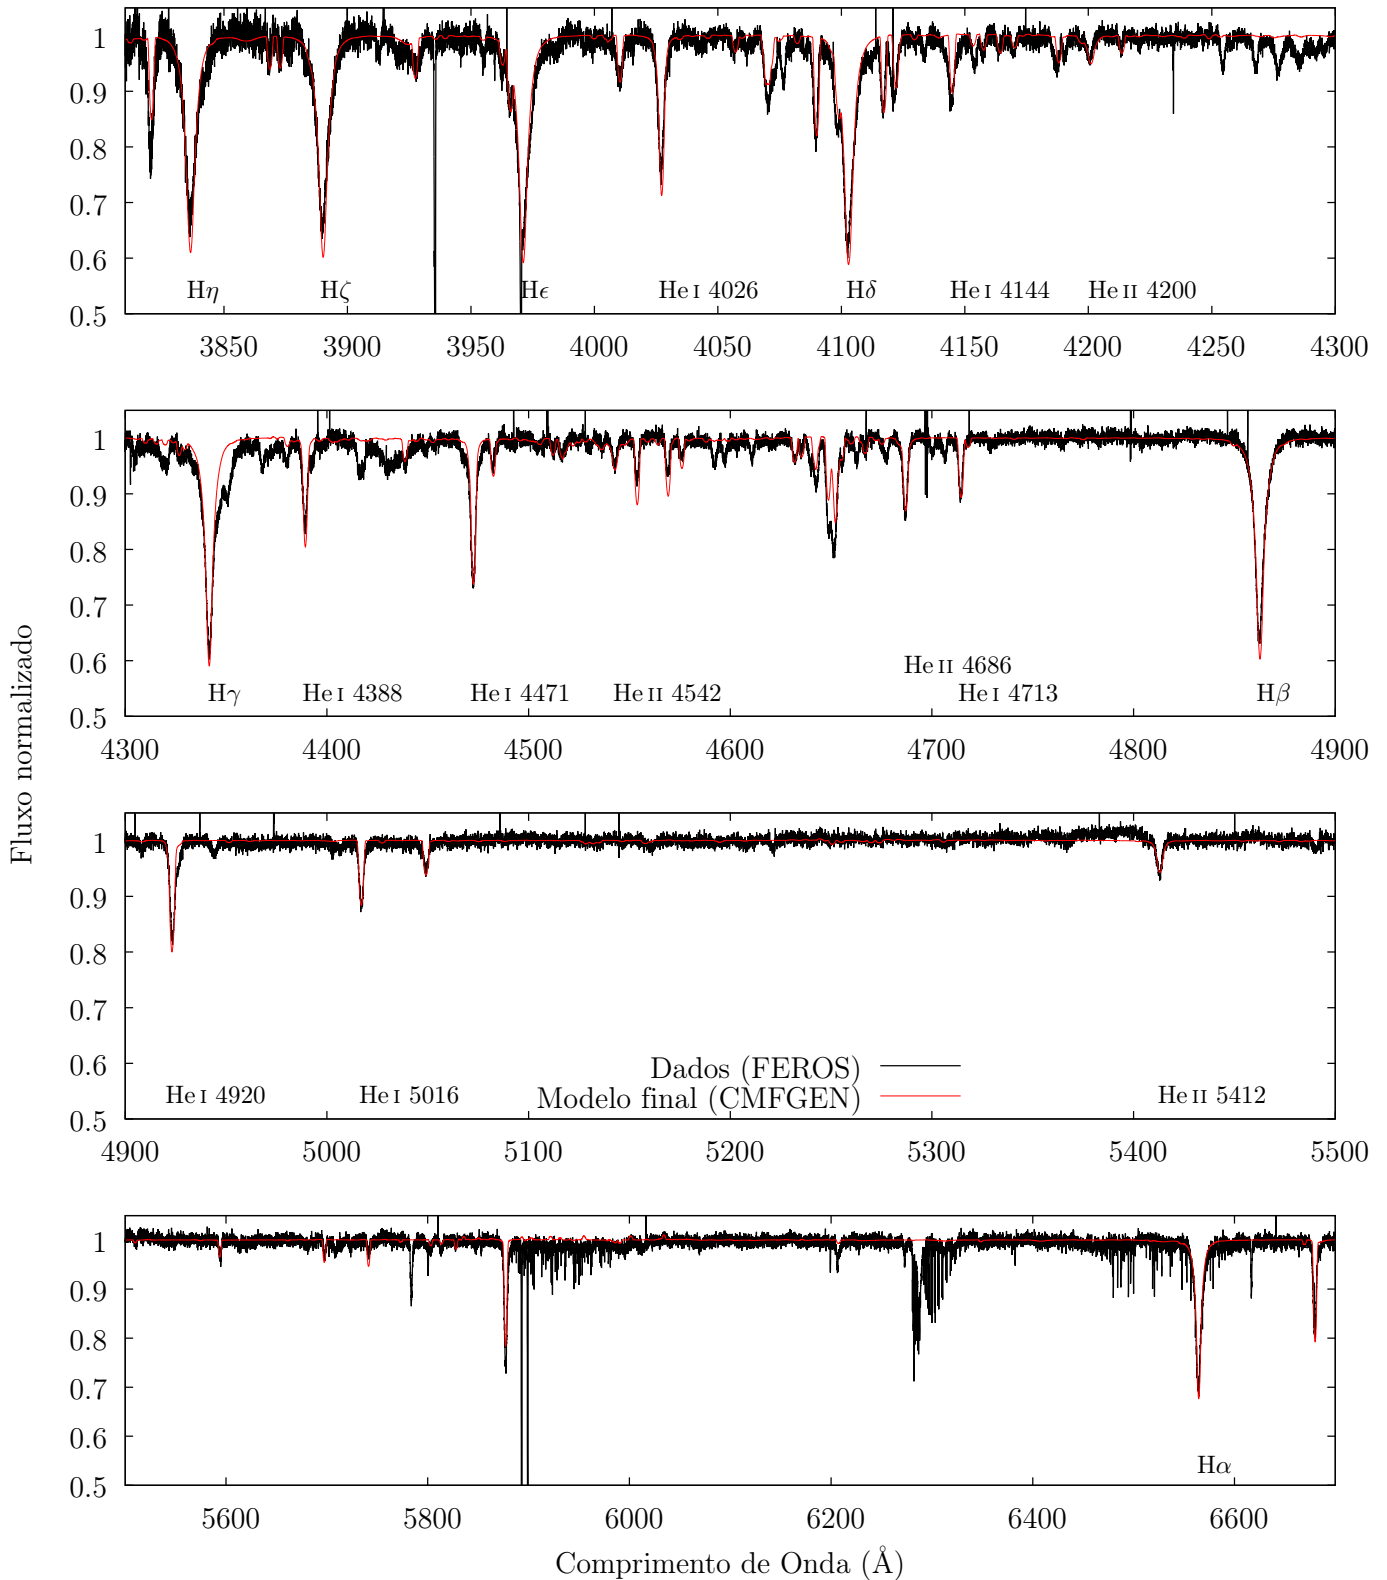 1
0.9
0.8
0.7
0.6
0.5
Hη Hζ Hϵ He I 4026 Hδ He I 4144 He II 4200
3850 3900 3950 4000 4050 4100 4150 4200 4250 4300
1
0.9
0.8
0.7
0.6
0.5
He II 4686
Hγ He I 4388 He I 4471 He II 4542 He I 4713 Hβ
4300 4400 4500 4600 4700 4800 4900
Fluxo normalizado
1
0.9
0.8
0.7
0.6
0.5
Dados (FEROS)
Modelo final (CMFGEN)
He I 4920 He I 5016 He II 5412
4900 5000 5100 5200 5300 5400 5500
1
0.9
0.8
0.7
0.6
0.5
Hα
5600 5800 6000 6200 6400 6600
Comprimento de Onda (Å)